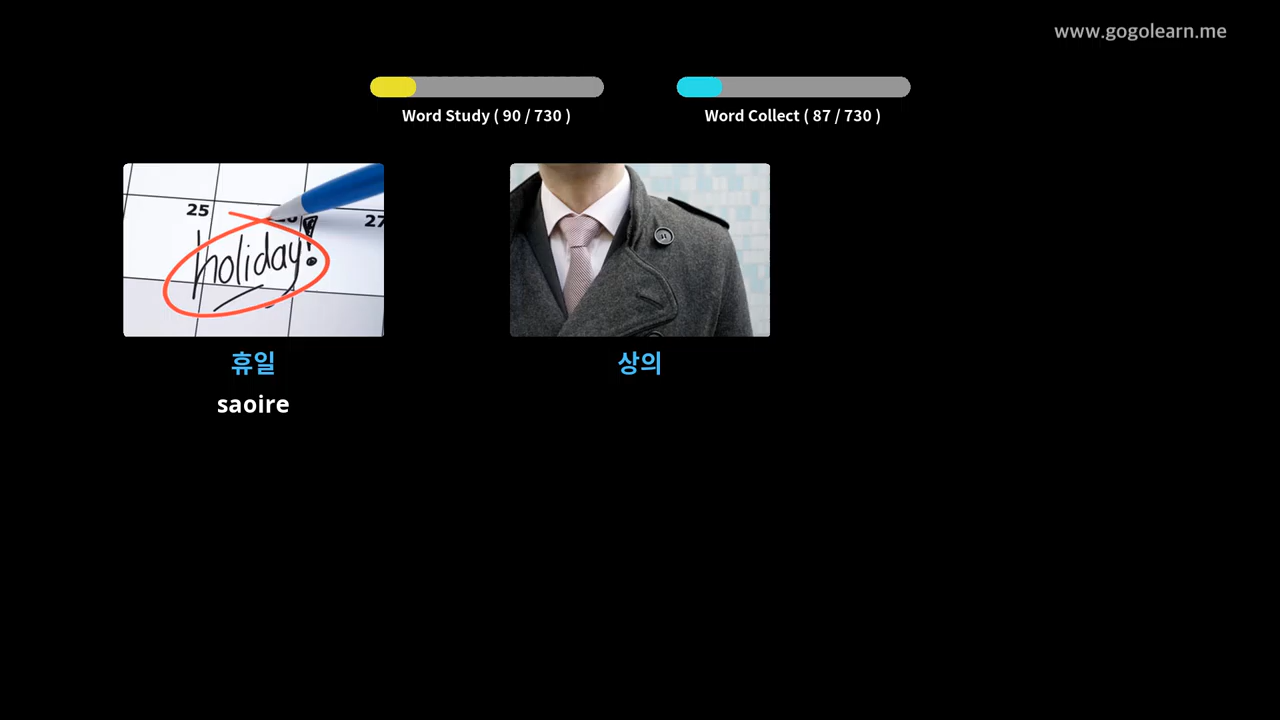 www.gogolearn.me
Word Study ( 90 / 730 )
Word Collect ( 87 / 730 )
25
27
holiday!
휴일
상의
saoire